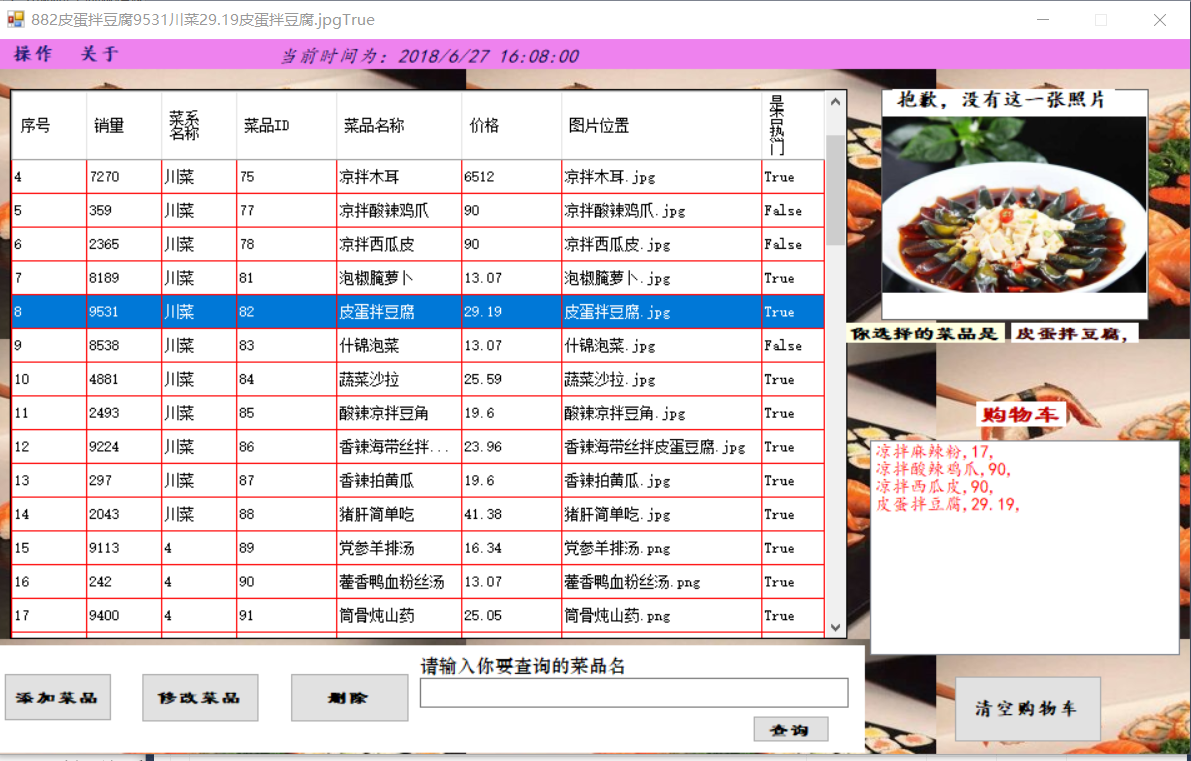 882皮蛋拌豆腐9531川菜29.19皮蛋拌豆腐.jpgTrue
操作 关于 当前时间为：2018/6/27 16:08:00
序号 销量 菜系名称 菜品ID 菜品名称 价格 图片位置 是否热门
4 7270 川菜 75 凉拌木耳 6512 凉拌木耳.jpg True
5 359 川菜 77 凉拌酸辣鸡爪 90 凉拌酸辣鸡爪.jpg False
6 2365 川菜 78 凉拌西瓜皮 90 凉拌西瓜皮.jpg False
7 8189 川菜 81 泡椒腌萝卜 13.07 泡椒腌萝卜.jpg True
8 9531 川菜 82 皮蛋拌豆腐 29.19 皮蛋拌豆腐.jpg True
9 8538 川菜 83 什锦泡菜 13.07 什锦泡菜.jpg False
10 4881 川菜 84 蔬菜沙拉 25.59 蔬菜沙拉.jpg True
11 2493 川菜 85 酸辣凉拌豆角 19.6 酸辣凉拌豆角.jpg True
12 9224 川菜 86 香辣海带丝拌... 23.96 香辣海带丝拌皮蛋豆腐.jpg True
13 297 川菜 87 香辣拍黄瓜 19.6 香辣拍黄瓜.jpg True
14 2043 川菜 88 猪肝简单吃 41.38 猪肝简单吃.jpg True
15 9113 4 89 党参羊排汤 16.34 党参羊排汤.png True
16 242 4 90 藿香鸭血粉丝汤 13.07 藿香鸭血粉丝汤.png True
17 9400 4 91 筒骨炖山药 25.05 筒骨炖山药.png True
抱歉，没有这一张照片
你选择的菜品是 皮蛋拌豆腐,
购物车
凉拌麻辣粉,17,
凉拌酸辣鸡爪,90,
凉拌西瓜皮,90,
皮蛋拌豆腐,29.19,
请输入你要查询的菜品名
添加菜品 修改菜品 删除
查询
清空购物车